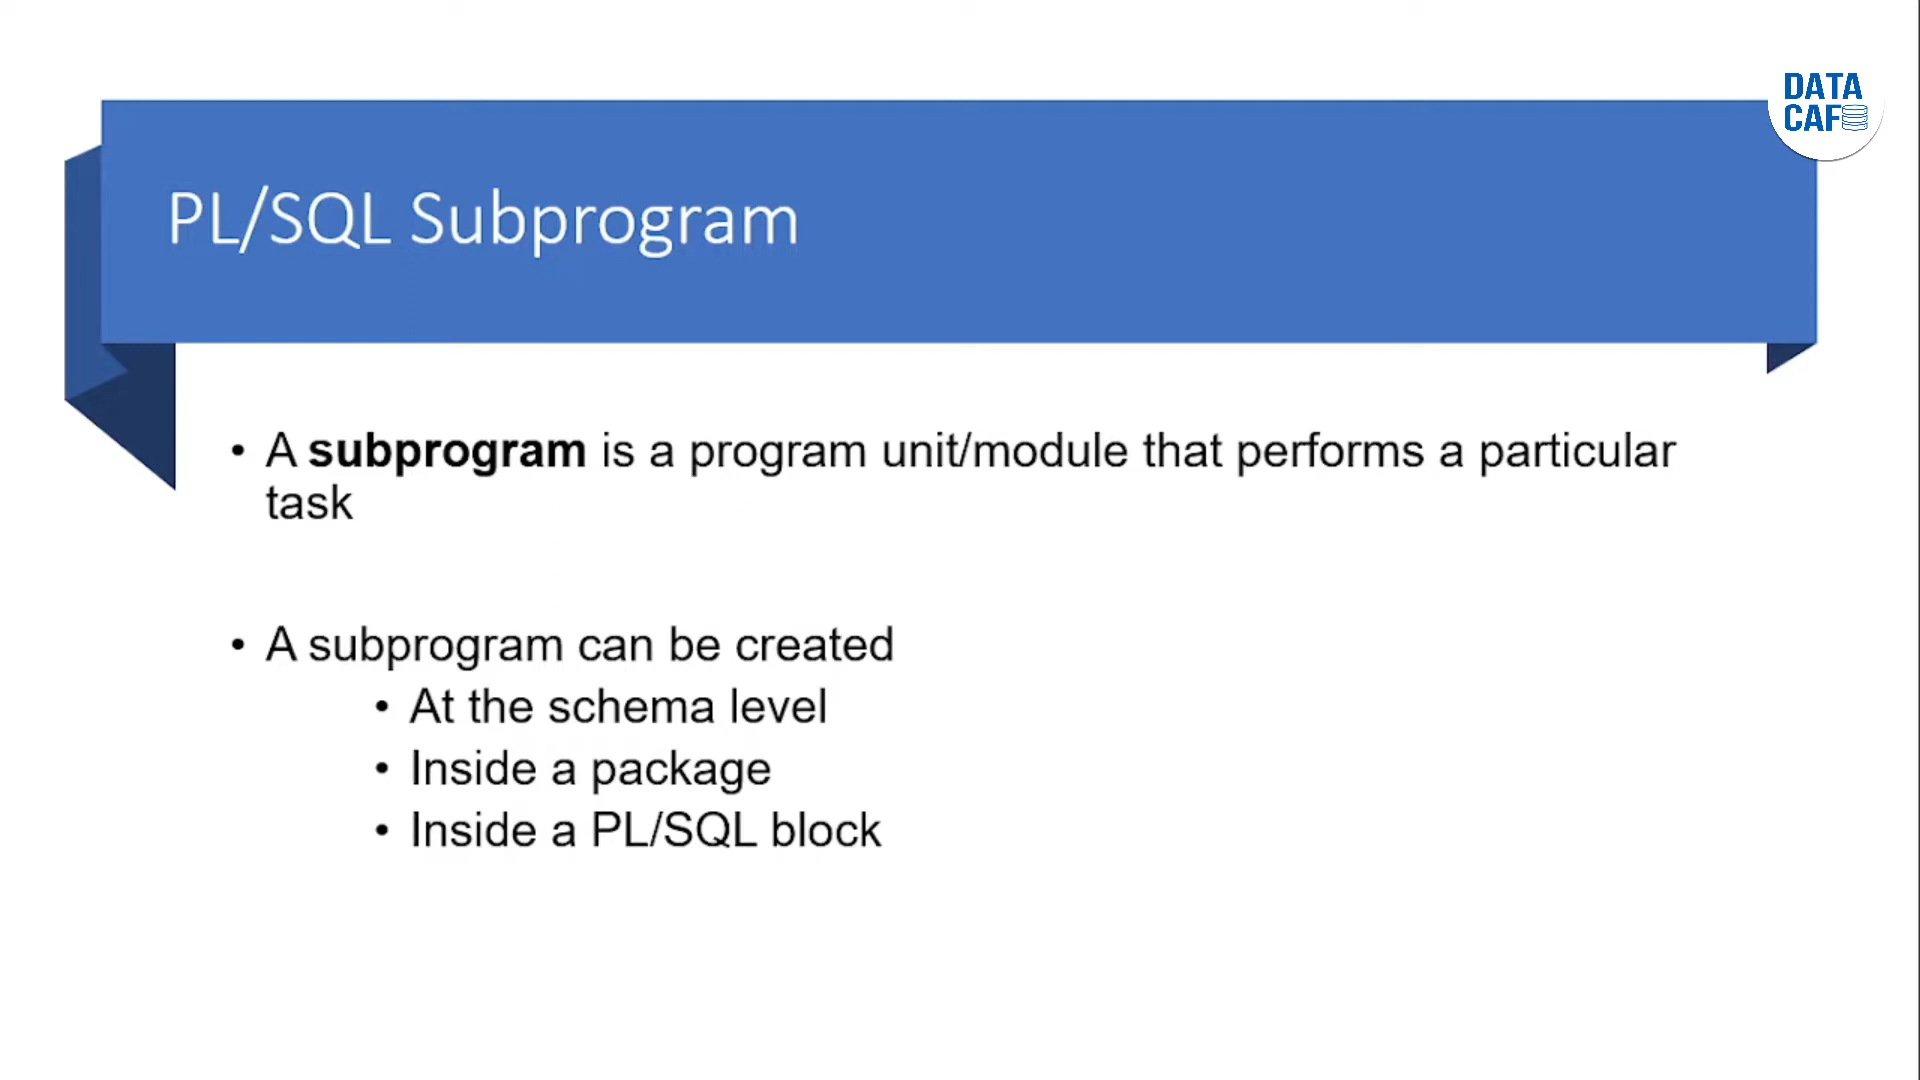 DATA
CAF
PL/SQL Subprogram
• A subprogram is a program unit/module that performs a particular
task
• A subprogram can be created
• At the schema level
• Inside a package
• Inside a PL/SQL block